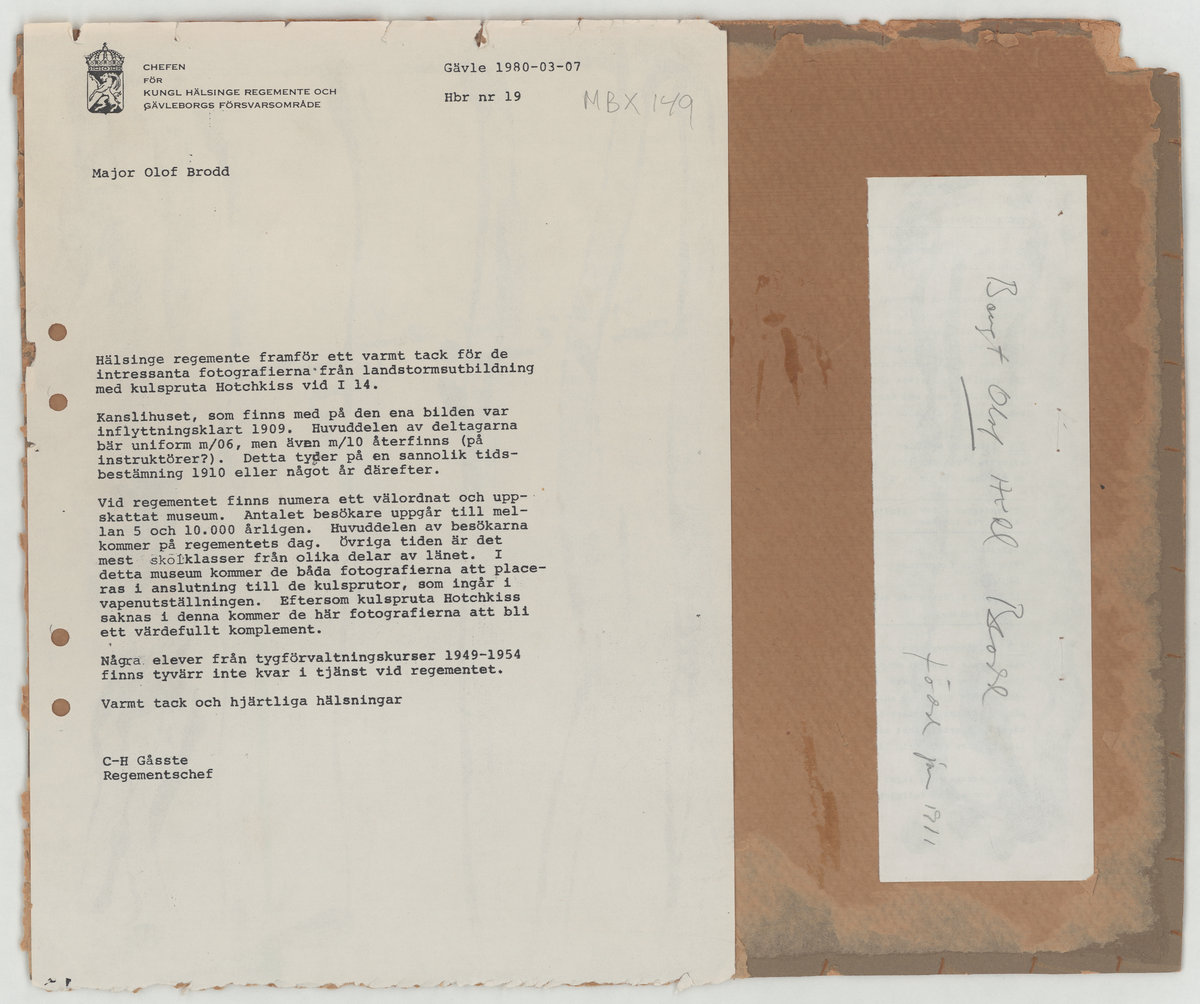 CHEFEN
FÖR
KUNGL HÄLSINGE REGEMENTE OCH
GÄVLEBORGS FÖRSVARSOMRÅDE
Gävle 1980-03-07
Hbr nr 19
MBX 149
Major Olof Brodd
Hälsinge regemente framför ett varmt tack för de
intressanta fotografierna från landstormsutbildning
med kulspruta Hotchkiss vid I 14.
Kanslihuset, som finns med på den ena bilden var
inflyttningsklart 1909. Huvuddelen av deltagarna
bär uniform m/06, men även m/10 återfinns (på
instruktörer?). Detta tyder på en sannolik tids-
bestämning 1910 eller något år därefter.
Vid regementet finns numera ett välordnat och upp-
skattat museum. Antalet besökare uppgår till mel-
lan 5 och 10.000 årligen. Huvuddelen av besökarna
kommer på regementets dag. Övriga tiden är det
mest skolklasser från olika delar av länet. I
detta museum kommer de båda fotografierna att place-
ras i anslutning till de kulsprutor, som ingår i
vapenutställningen. Eftersom kulspruta Hotchkiss
saknas i denna kommer de här fotografierna att bli
ett värdefullt komplement.
Några elever från tygförvaltningskurser 1949-1954
finns tyvärr inte kvar i tjänst vid regementet.
Varmt tack och hjärtliga hälsningar
C-H Gåsste
Regementschef
Bengt Olof Brodd
född 1911